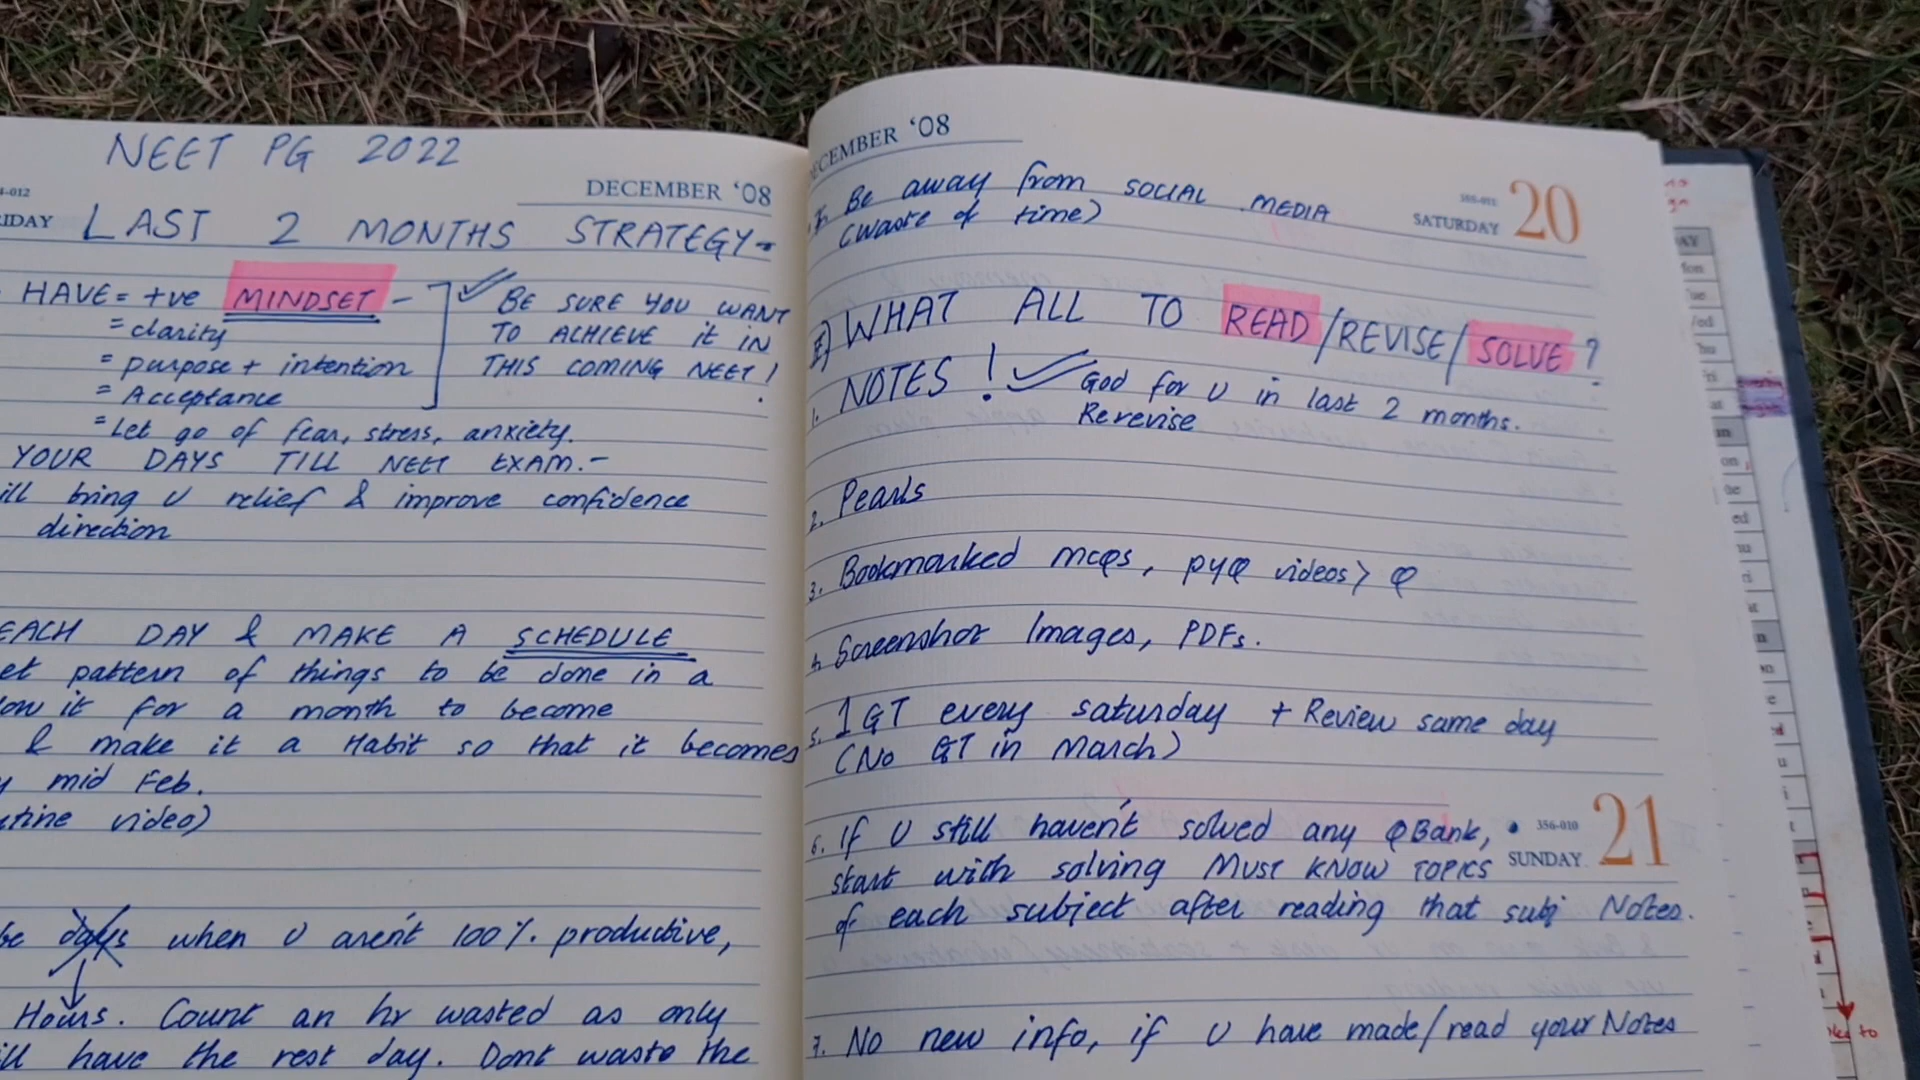 NEET PG 2022
DECEMBER '08
LAST 2 MONTHS STRATEGY-
HAVE = +ve MINDSET -
= clarity
= purpose + intention
= Acceptance
= Let go of fear, stress, anxiety.
BE SURE YOU WANT
TO ACHIEVE it IN
THIS COMING NEET!
YOUR DAYS TILL NEET EXAM.-
bring U relief & improve confidence
direction
EACH DAY & MAKE A SCHEDULE
pattern of things to be done in a
it for a month to become
& make it a Habit so that it becomes
mid Feb.
video)
when U aren't 100%. productive,
Hours. Count an hr wasted as only
have the rest day. Dont waste the
DECEMBER '08
SATURDAY 20
Be away from SOCIAL MEDIA
(waste of time)
WHAT ALL TO READ/REVISE/SOLVE?
1. NOTES! God for U in last 2 months.
Rerevise
2. Pearls
3. Bookmarked mcqs, pyQ videos> Q
4. Screenshot Images, PDFs.
5. 1 GT every saturday + Review same day
(No GT in March)
6. If U still haven't solved any QBank,
356-010
SUNDAY 21
start with solving MUST KNOW TOPICS
of each subject after reading that subj Notes.
7. No new info, if U have made/read your Notes